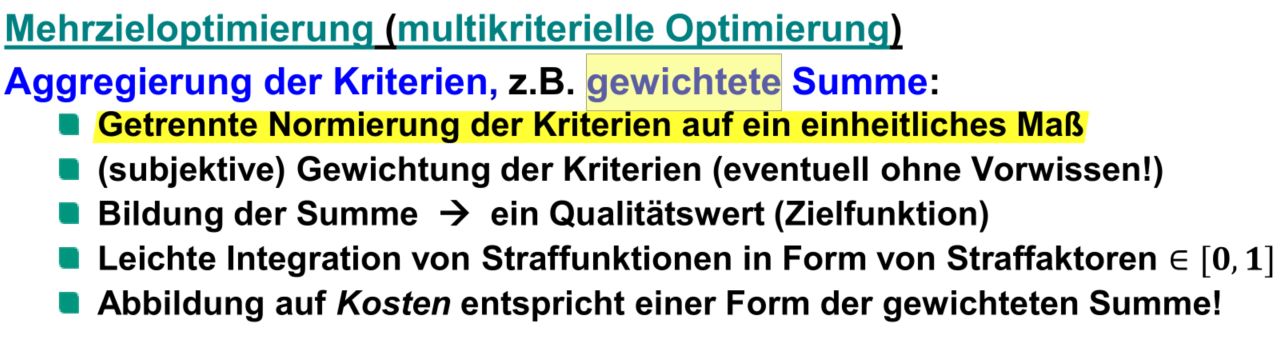 Mehrzieloptimierung (multikriterielle Optimierung)
Aggregierung der Kriterien, z.B. gewichtete Summe:
Getrennte Normierung der Kriterien auf ein einheitliches Maß
(subjektive) Gewichtung der Kriterien (eventuell ohne Vorwissen!)
Bildung der Summe → ein Qualitätswert (Zielfunktion)
Leichte Integration von Straffunktionen in Form von Straffaktoren ∈ [0, 1]
Abbildung auf Kosten entspricht einer Form der gewichteten Summe!